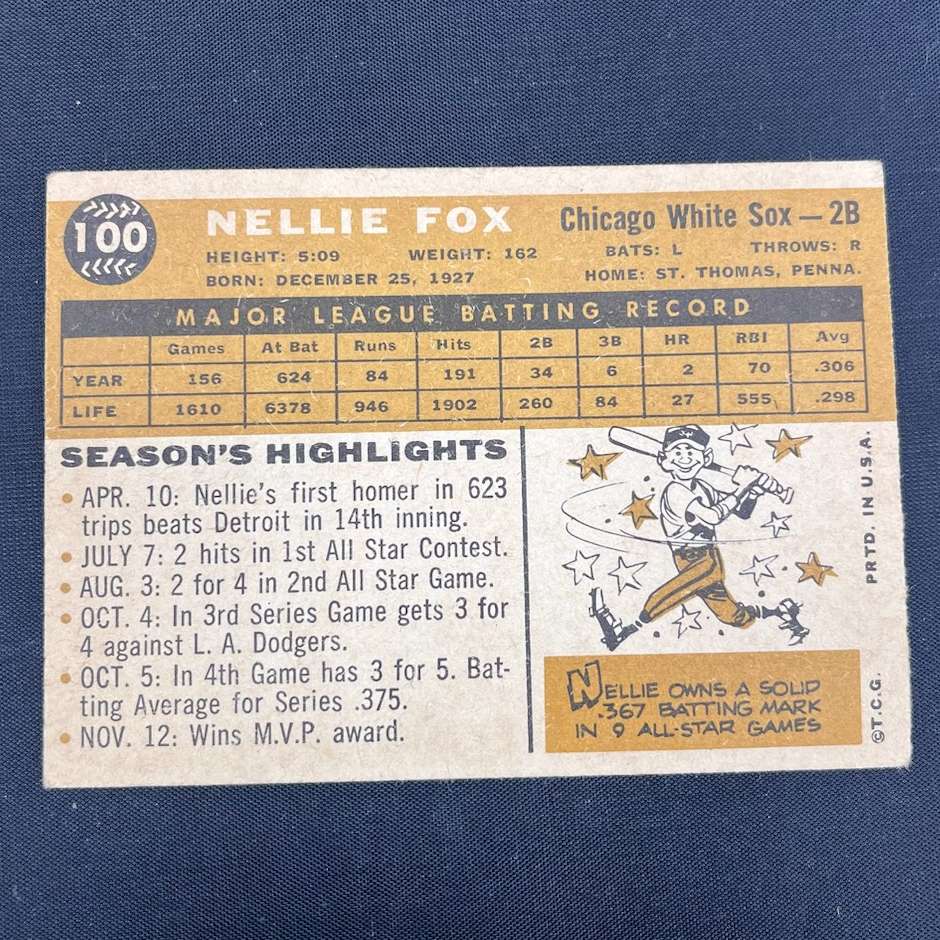 100
NELLIE FOX
Chicago White Sox — 2B
HEIGHT: 5:09 WEIGHT: 162 BATS: L THROWS: R
BORN: DECEMBER 25, 1927 HOME: ST. THOMAS, PENNA.
MAJOR LEAGUE BATTING RECORD
Games At Bat Runs Hits 2B 3B HR RBI Avg
YEAR 156 624 84 191 34 6 2 70 .306
LIFE 1610 6378 946 1902 260 84 27 555 .298
SEASON'S HIGHLIGHTS
• APR. 10: Nellie's first homer in 623
trips beats Detroit in 14th inning.
• JULY 7: 2 hits in 1st All Star Contest.
• AUG. 3: 2 for 4 in 2nd All Star Game.
• OCT. 4: In 3rd Series Game gets 3 for
4 against L. A. Dodgers.
• OCT. 5: In 4th Game has 3 for 5. Bat-
ting Average for Series .375.
• NOV. 12: Wins M.V.P. award.
NELLIE OWNS A SOLID
.367 BATTING MARK
IN 9 ALL-STAR GAMES
©T.C.G. PRTD. IN U.S.A.